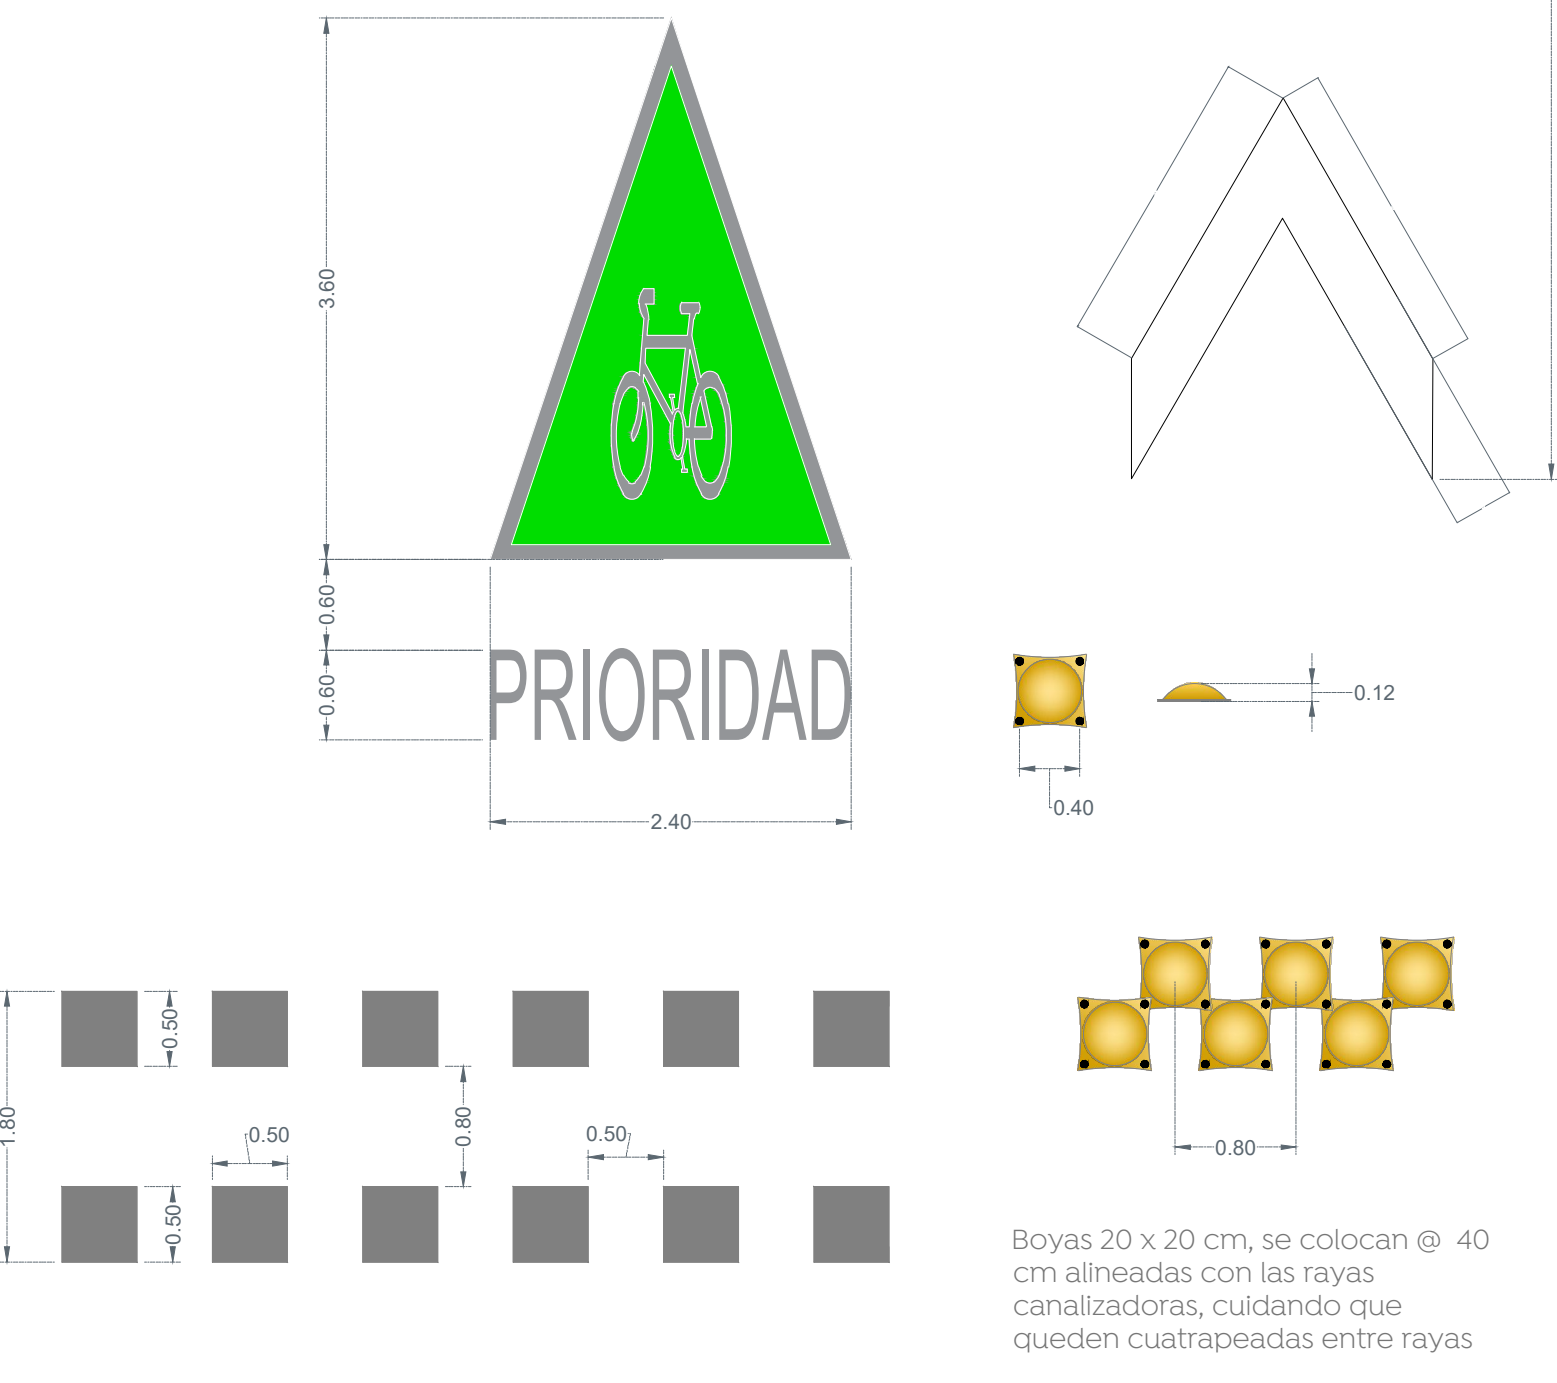 3.60
0.60
PRIORIDAD
0.60
2.40
0.12
0.40
0.50
1.80
0.80
0.50
0.50
0.50
0.80
Boyas 20 x 20 cm, se colocan @ 40
cm alineadas con las rayas
canalizadoras, cuidando que
queden cuatrapeadas entre rayas